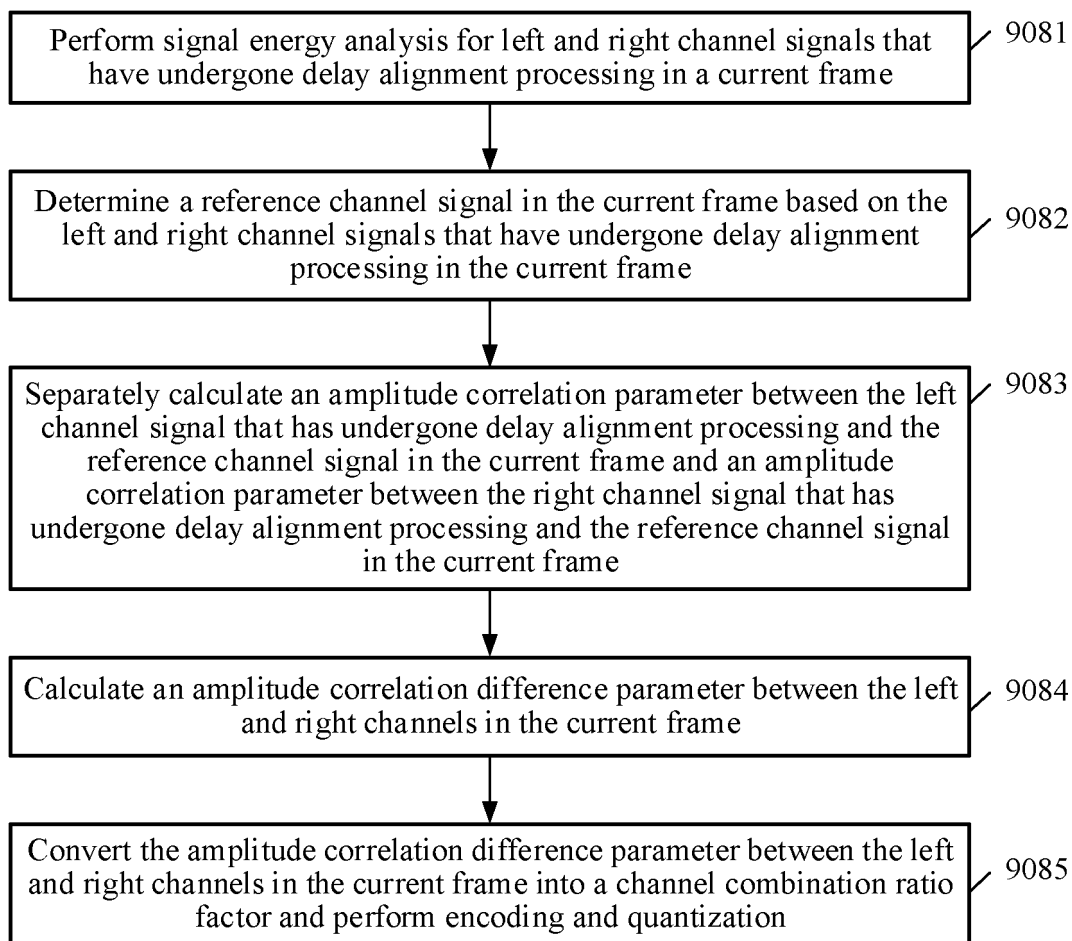 Perform signal energy analysis for left and right channel signals that
have undergone delay alignment processing in a current frame
9081
Determine a reference channel signal in the current frame based on the
left and right channel signals that have undergone delay alignment
processing in the current frame
9082
Separately calculate an amplitude correlation parameter between the left
channel signal that has undergone delay alignment processing and the
reference channel signal in the current frame and an amplitude
correlation parameter between the right channel signal that has
undergone delay alignment processing and the reference channel signal
in the current frame
9083
Calculate an amplitude correlation difference parameter between the left
and right channels in the current frame
9084
Convert the amplitude correlation difference parameter between the left
and right channels in the current frame into a channel combination ratio
factor and perform encoding and quantization
9085